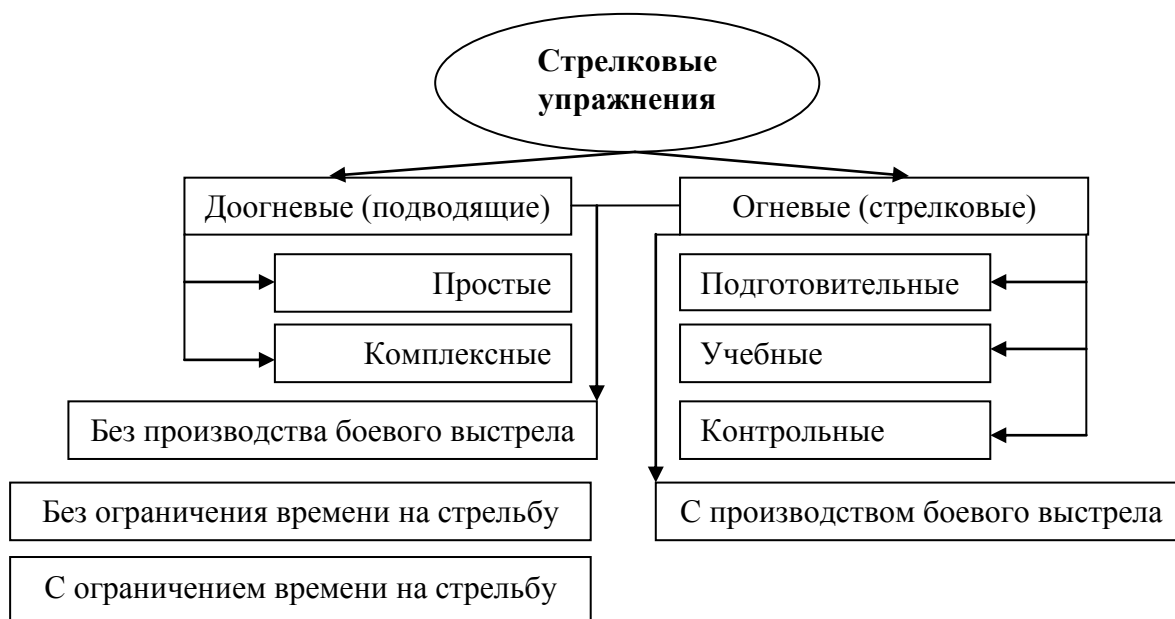 Стрелковые
упражнения
Доогневые (подводящие)
Огневые (стрелковые)
Простые
Подготовительные
Комплексные
Учебные
Без производства боевого выстрела
Контрольные
Без ограничения времени на стрельбу
С производством боевого выстрела
С ограничением времени на стрельбу